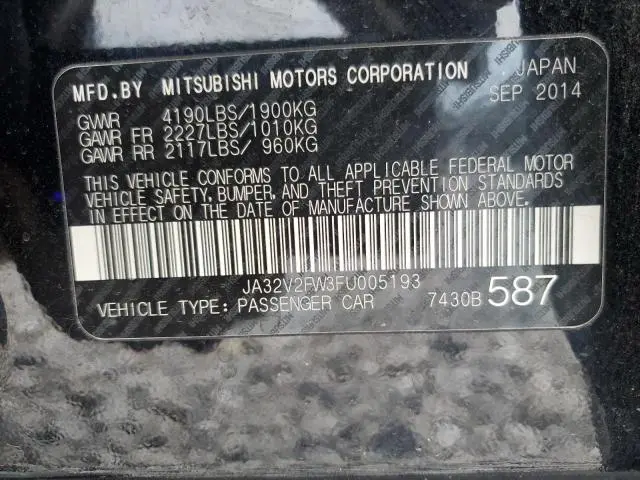 MFD.BY MITSUBISHI MOTORS CORPORATION JAPAN
SEP 2014
GVWR 4190LBS/1900KG
GAWR FR 2227LBS/1010KG
GAWR RR 2117LBS/ 960KG
THIS VEHICLE CONFORMS TO ALL APPLICABLE FEDERAL MOTOR
VEHICLE SAFETY, BUMPER, AND THEFT PREVENTION STANDARDS
IN EFFECT ON THE DATE OF MANUFACTURE SHOWN ABOVE.
JA32V2FW3FU005193
VEHICLE TYPE: PASSENGER CAR 7430B 587